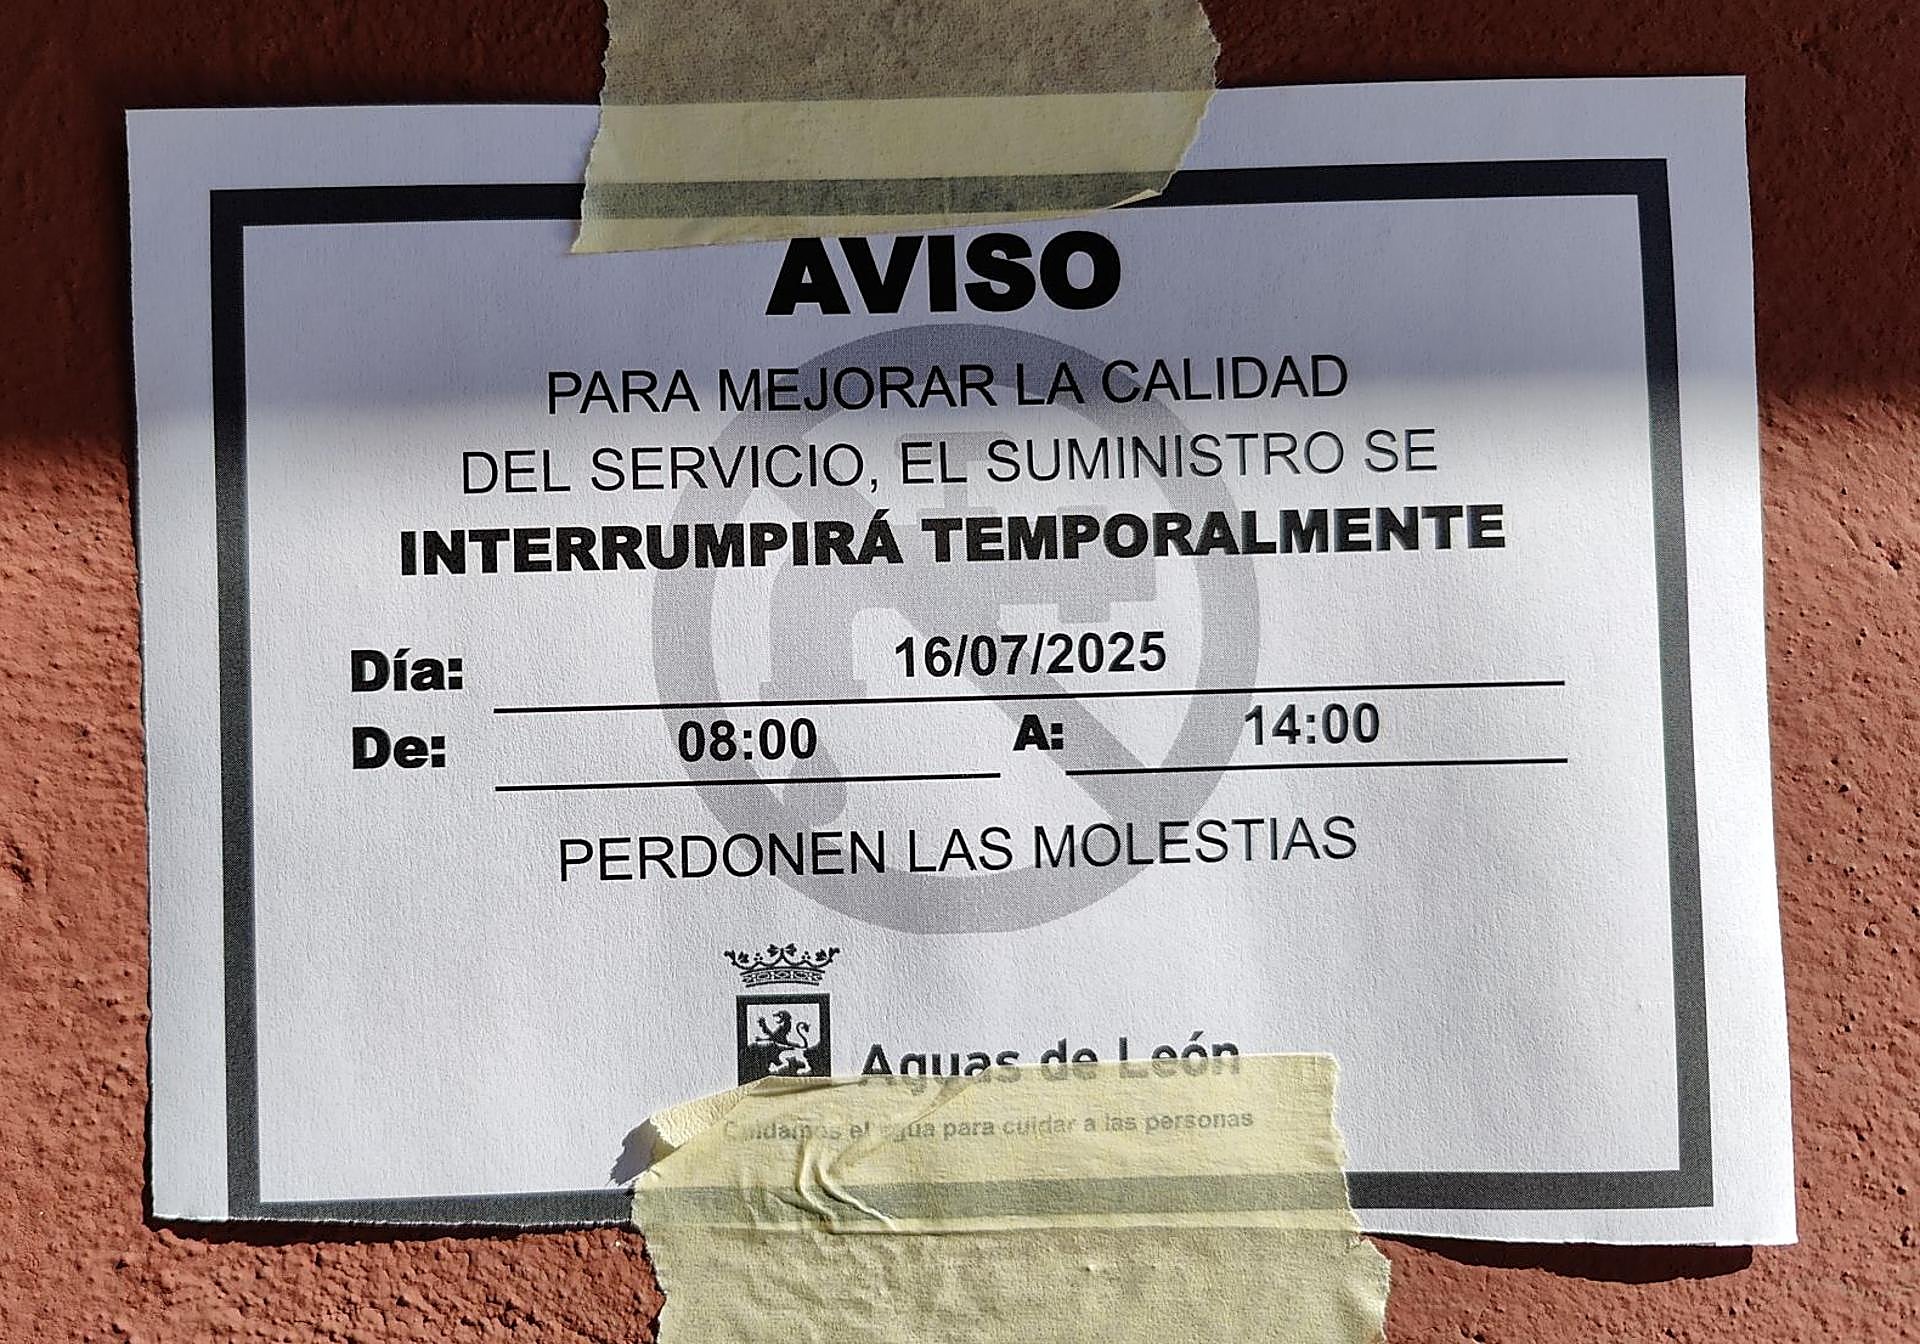 AVISO
PARA MEJORAR LA CALIDAD
DEL SERVICIO, EL SUMINISTRO SE
INTERRUMPIRÁ TEMPORALMENTE
Día: 16/07/2025
De: 08:00 A: 14:00
PERDONEN LAS MOLESTIAS
Aguas de León
Cuidamos el agua para cuidar a las personas